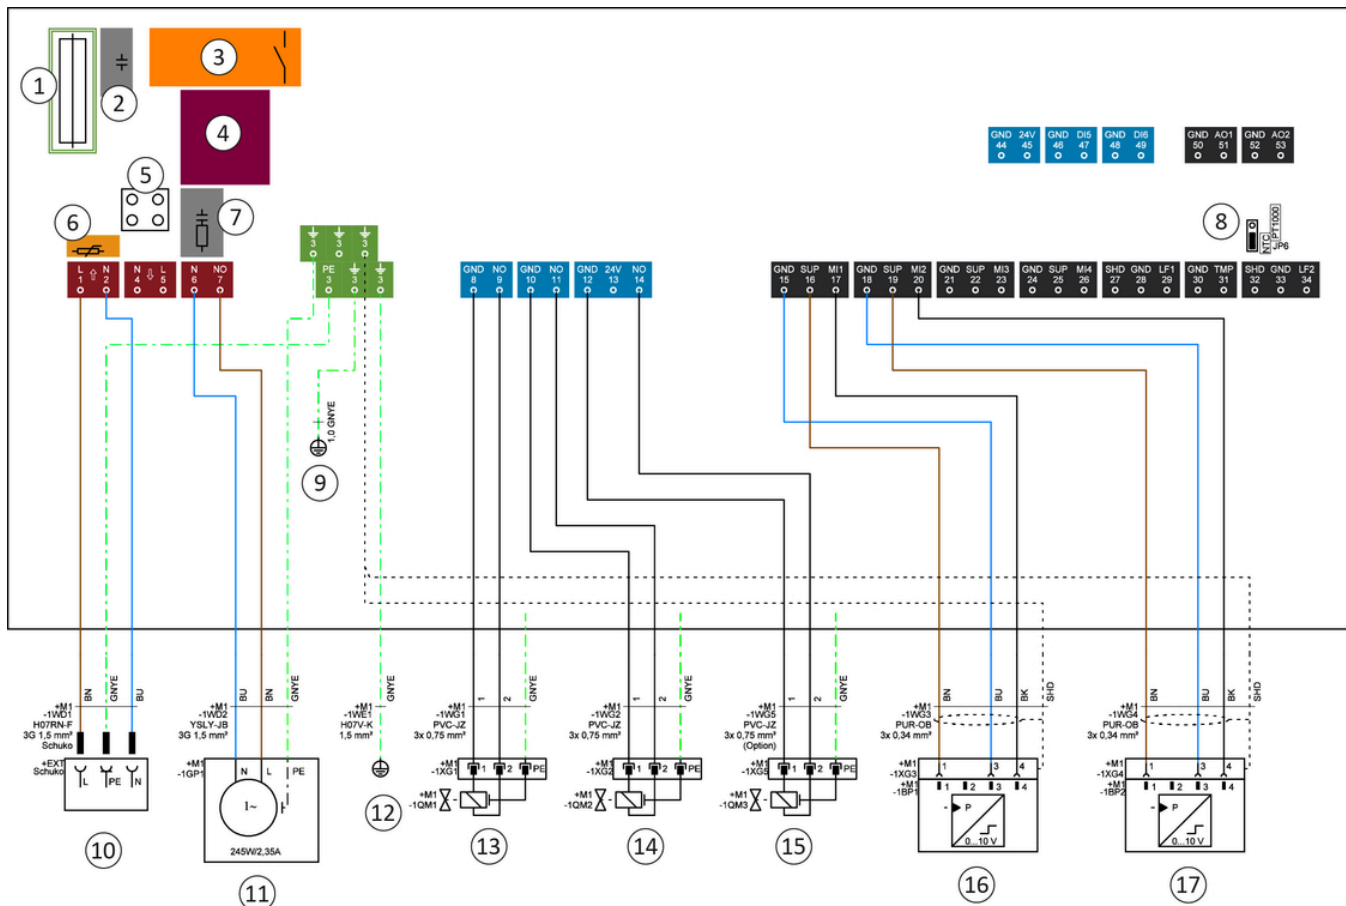 1
2
3
4
5
6
7
8
GND 24V GND DI5 GND DI6
44 45 46 47 48 49
GND AO1 GND AO2
50 51 52 53
NTC
PT1000
JP6
3 3 3
L N N L N NO
1 2 4 5 6 7
PE
3 3 3
GND NO GND NO GND 24V NO
8 9 10 11 12 13 14
GND SUP MI1 GND SUP MI2 GND SUP MI3 GND SUP MI4 SHD GND LF1 GND TMP SHD GND LF2
15 16 17 18 19 20 21 22 23 24 25 26 27 28 29 30 31 32 33 34
1,0 GNYE
9
BN GNYE BU
+M1
-1WD1
H07RN-F
3G 1,5 mm²
Schuko
+EXT
Schuko
L PE N
10
BU BN
+M1
-1WD2
YSLY-JB
3G 1,5 mm²
+M1
-1GP1
N L PE
1~
245W/2,35A
11
GNYE
+M1
-1WE1
H07V-K
1,5 mm²
12
1 2 GNYE
+M1
-1WG1
PVC-JZ
3x 0,75 mm²
+M1
-1XG1
1 2 PE
+M1
-1QM1
13
1 2 GNYE
+M1
-1WG2
PVC-JZ
3x 0,75 mm²
+M1
-1XG2
1 2 PE
+M1
-1QM2
14
1 2 GNYE
+M1
-1WG5
PVC-JZ
3x 0,75 mm²
(Option)
+M1
-1XG5
1 2 PE
+M1
-1QM3
15
BN BU BK SHD
+M1
-1WG3
PUR-OB
3x 0,34 mm²
+M1
-1XG3
1 3 4
+M1
-1BP1
1 2 3 4
P
0...10 V
16
BN BU BK SHD
+M1
-1WG4
PUR-OB
3x 0,34 mm²
+M1
-1XG4
1 3 4
+M1
-1BP2
1 2 3 4
P
0...10 V
17